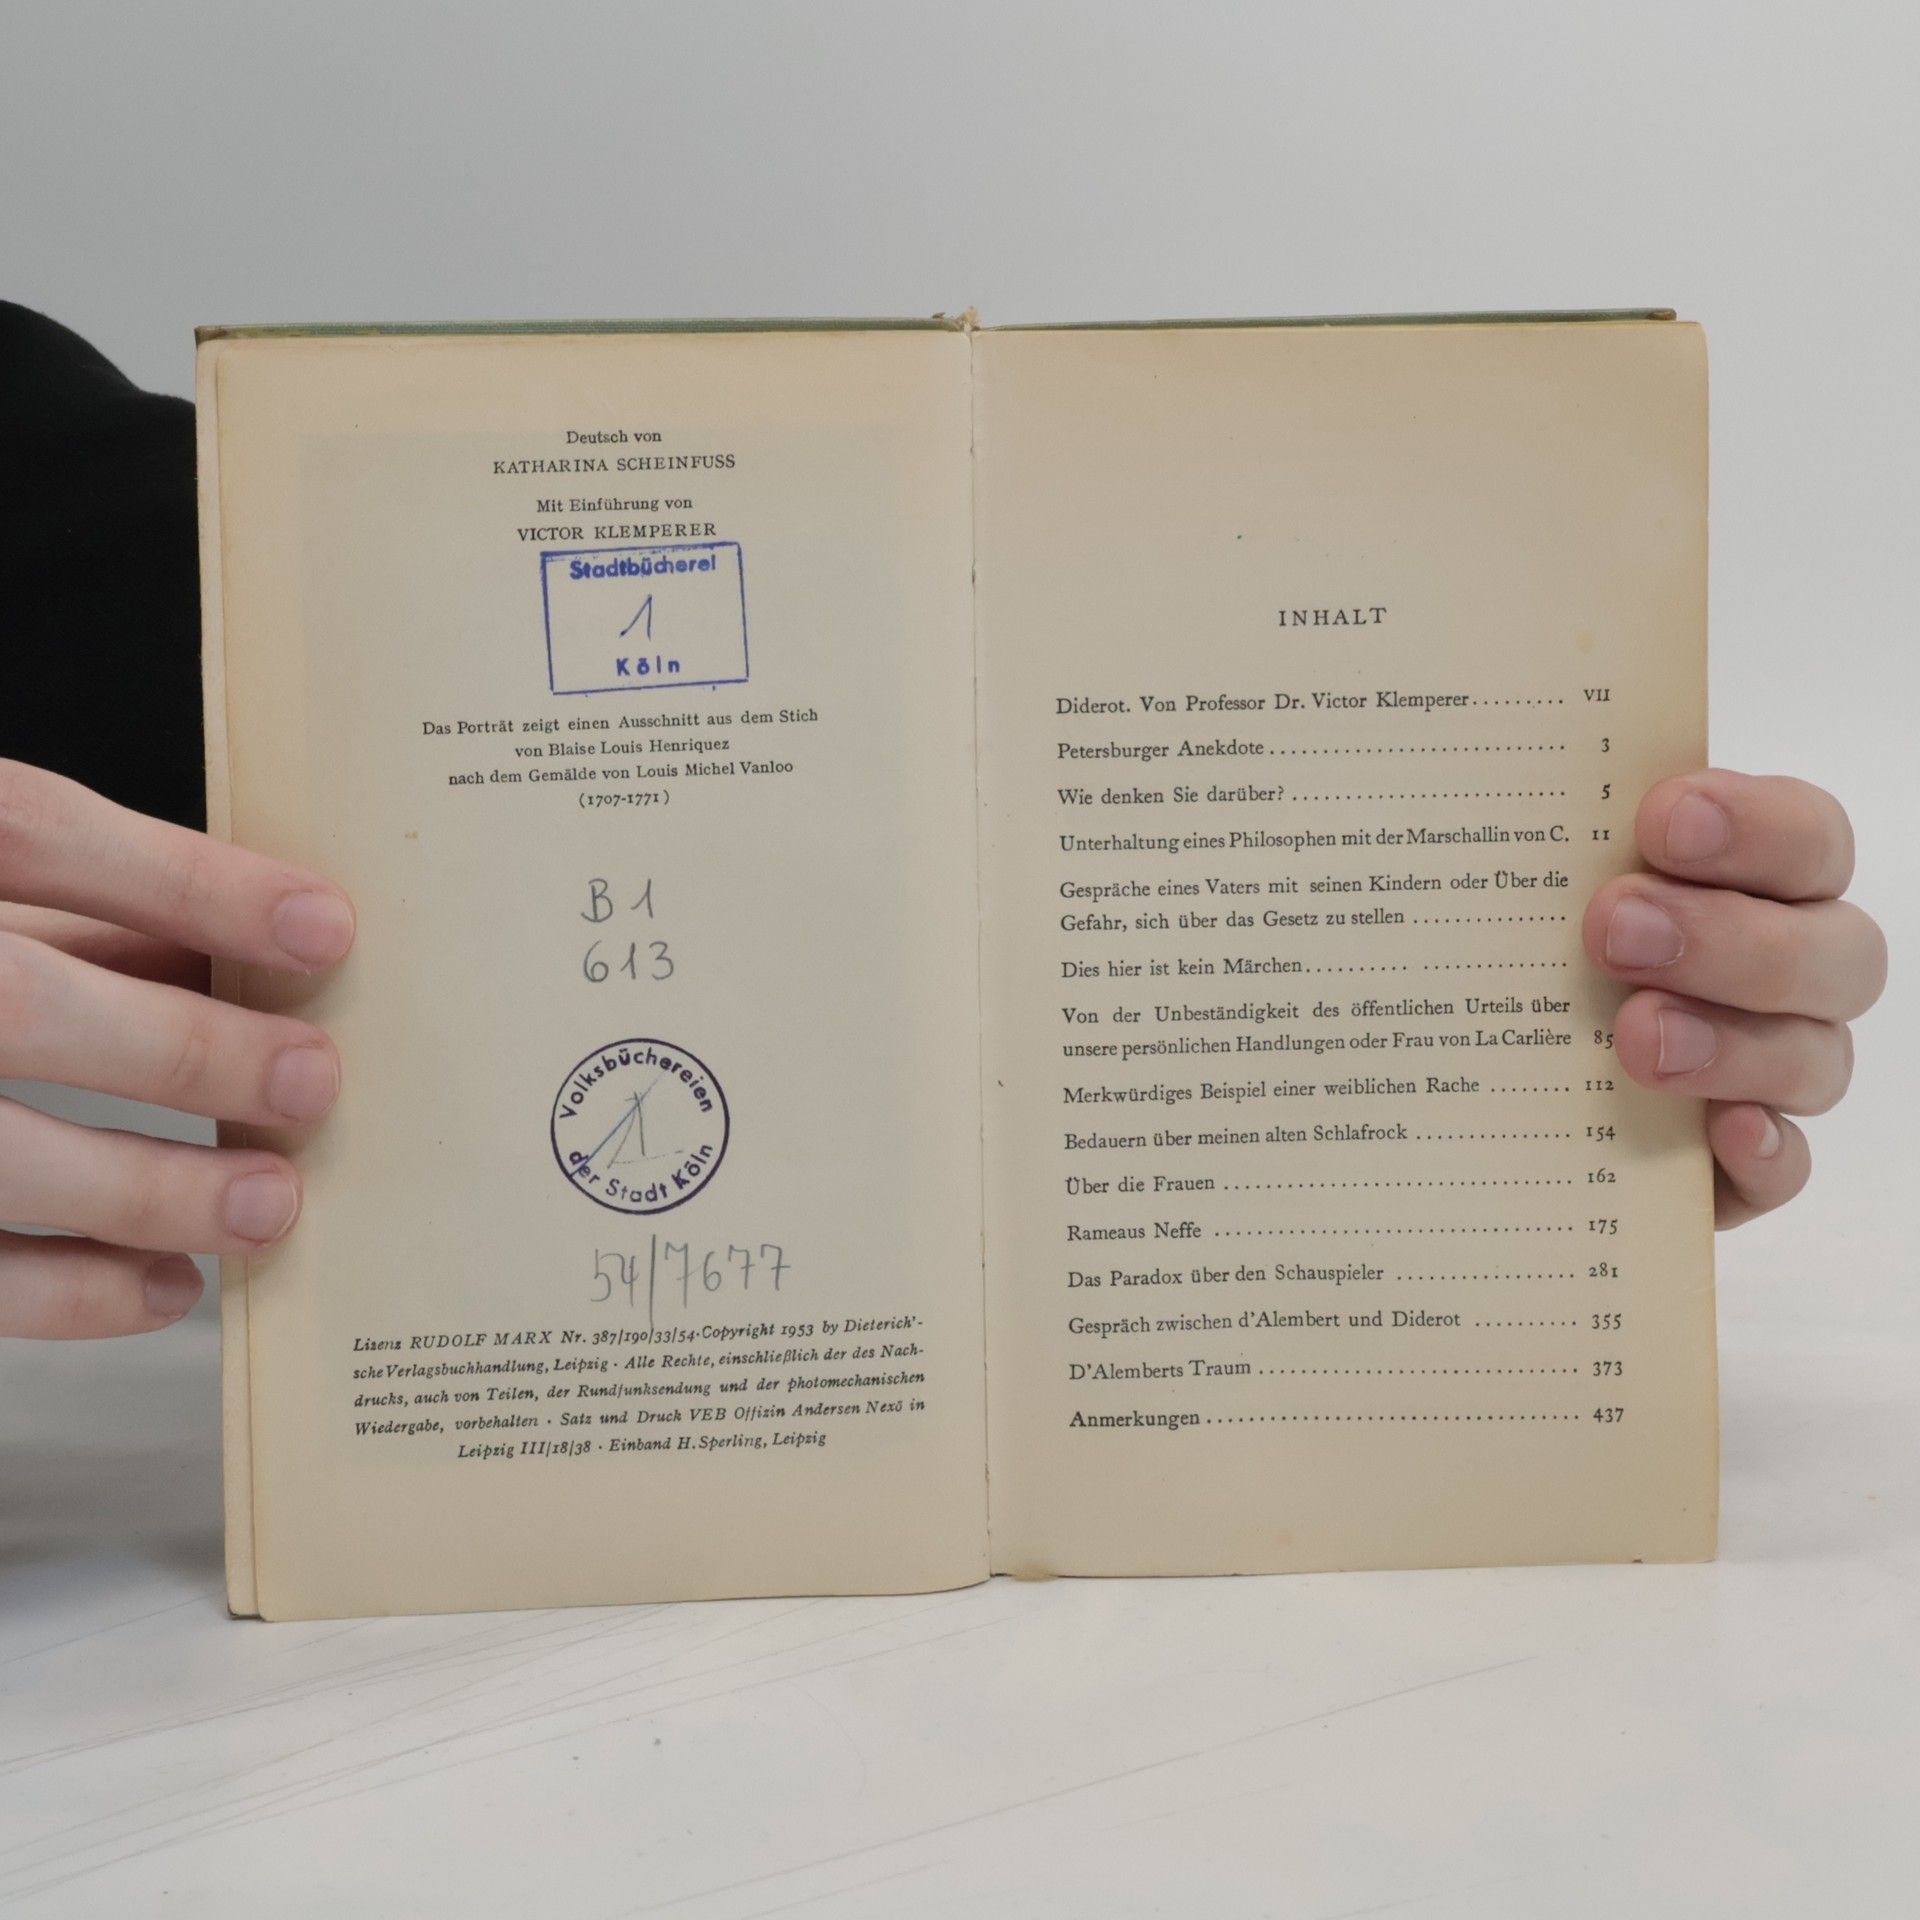 Deutsch von
KATHARINA SCHEINFUSS
Mit Einführung von
VICTOR KLEMPERER
Stadtbücherei
1
Köln
Das Porträt zeigt einen Ausschnitt aus dem Stich
von Blaise Louis Henriquez
nach dem Gemälde von Louis Michel Vanloo
(1707-1771)
B 1
613
Volksbüchereien
der Stadt Köln
54/7677
Lizenz RUDOLF MARX Nr. 387/190/33/54·Copyright 1953 by Dieterich'-
sche Verlagsbuchhandlung, Leipzig · Alle Rechte, einschließlich der des Nach-
drucks, auch von Teilen, der Rundfunksendung und der photomechanischen
Wiedergabe, vorbehalten · Satz und Druck VEB Offizin Andersen Nexö in
Leipzig III/18/38 · Einband H. Sperling, Leipzig
INHALT
Diderot. Von Professor Dr. Victor Klemperer......... VII
Petersburger Anekdote............................ 3
Wie denken Sie darüber?.......................... 5
Unterhaltung eines Philosophen mit der Marschallin von C. 11
Gespräche eines Vaters mit seinen Kindern oder Über die
Gefahr, sich über das Gesetz zu stellen ...............
Dies hier ist kein Märchen.......... ..............
Von der Unbeständigkeit des öffentlichen Urteils über
unsere persönlichen Handlungen oder Frau von La Carlière 85
Merkwürdiges Beispiel einer weiblichen Rache ........ 112
Bedauern über meinen alten Schlafrock ............... 154
Über die Frauen ................................. 162
Rameaus Neffe .................................. 175
Das Paradox über den Schauspieler ................. 281
Gespräch zwischen d'Alembert und Diderot .......... 355
D'Alemberts Traum .............................. 373
Anmerkungen................................... 437